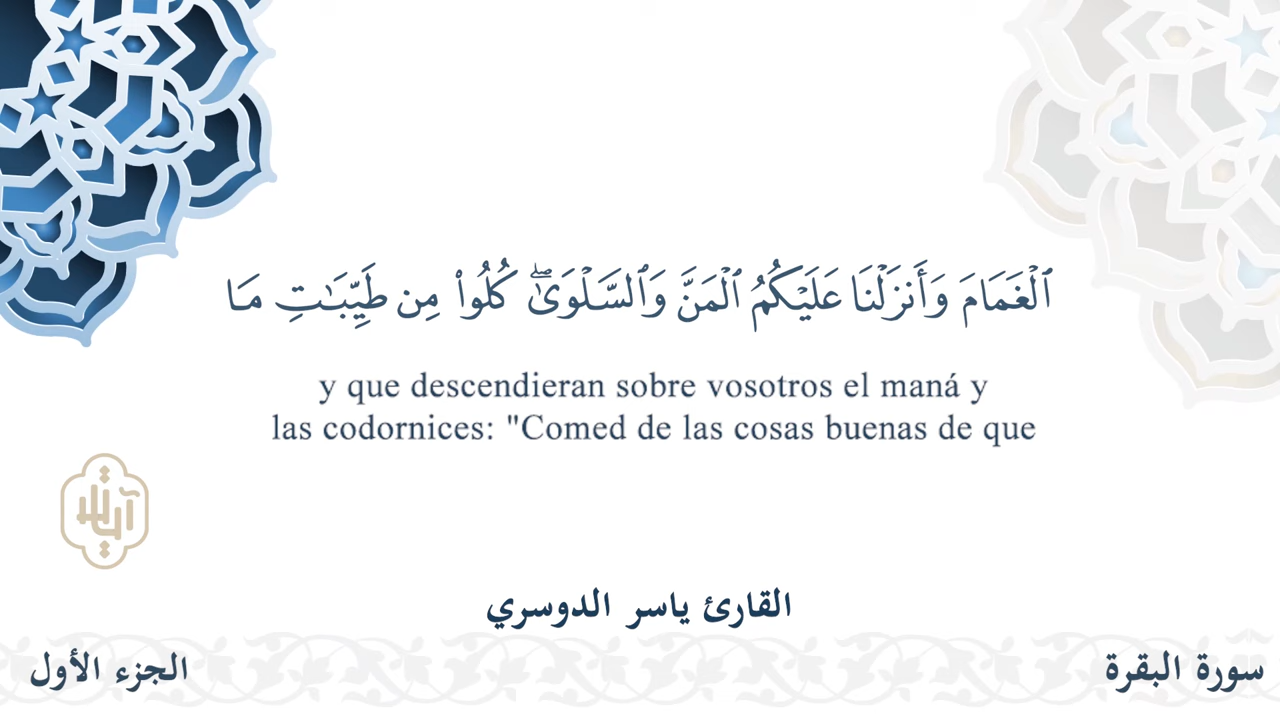 ٱلْغَمَامَ وَأَنزَلْنَا عَلَيْكُمُ ٱلْمَنَّ وَٱلسَّلْوَىٰ ۖ كُلُوا۟ مِن طَيِّبَـٰتِ مَا
y que descendieran sobre vosotros el maná y
las codornices: "Comed de las cosas buenas de que
القارئ ياسر الدوسري
سورة البقرة
الجزء الأول